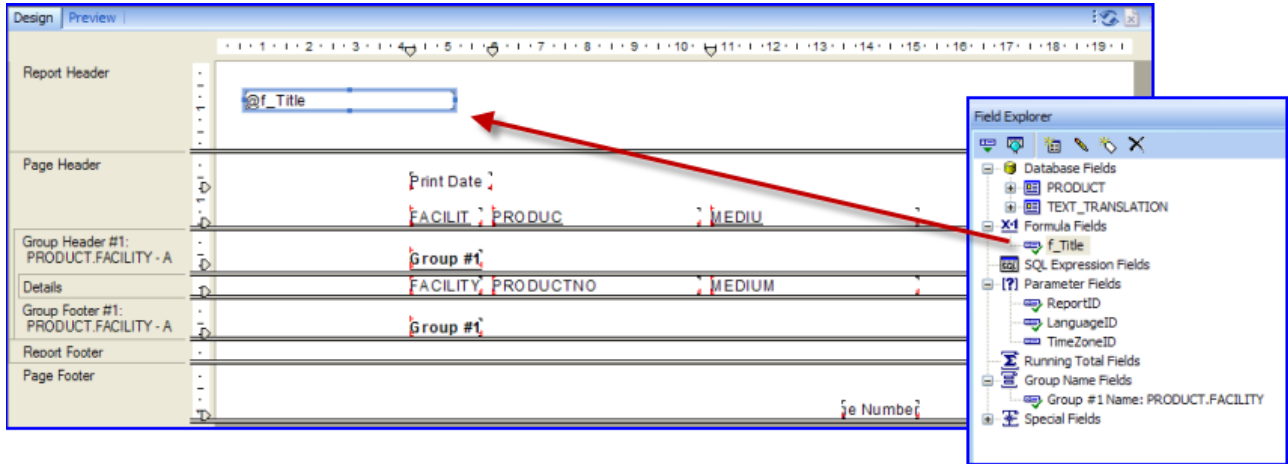 Design Preview
1 2 3 4 5 6 7 8 9 10 11 12 13 14 15 16 17 18 19
Report Header
@f_Title
Page Header
Print Date
FACILIT PRODUC MEDIU
Group Header #1:
PRODUCT.FACILITY - A
Group #1
Details
FACILITY PRODUCTNO MEDIUM
Group Footer #1:
PRODUCT.FACILITY - A
Group #1
Report Footer
Page Footer
e Number
Field Explorer
Database Fields
PRODUCT
TEXT_TRANSLATION
Formula Fields
f_Title
SQL Expression Fields
Parameter Fields
ReportID
LanguageID
TimeZoneID
Running Total Fields
Group Name Fields
Group #1 Name: PRODUCT.FACILITY
Special Fields